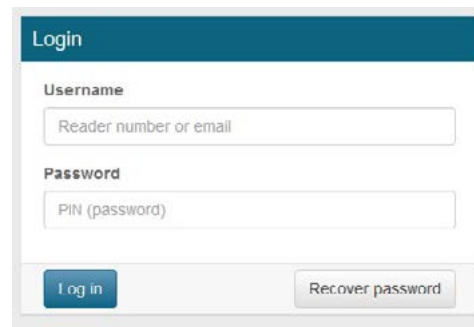 Login
Username
Reader number or email
Password
PIN (password)
Log in
Recover password